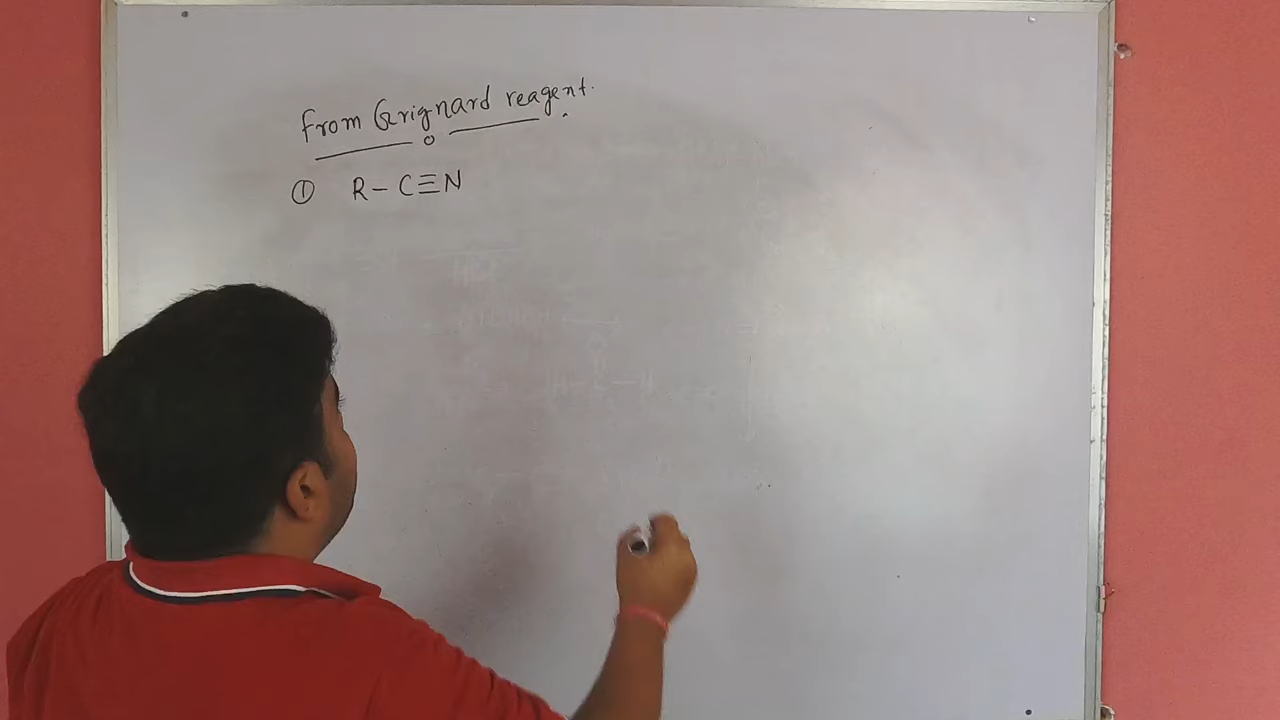 From Grignard reagent.
① R – C≡N